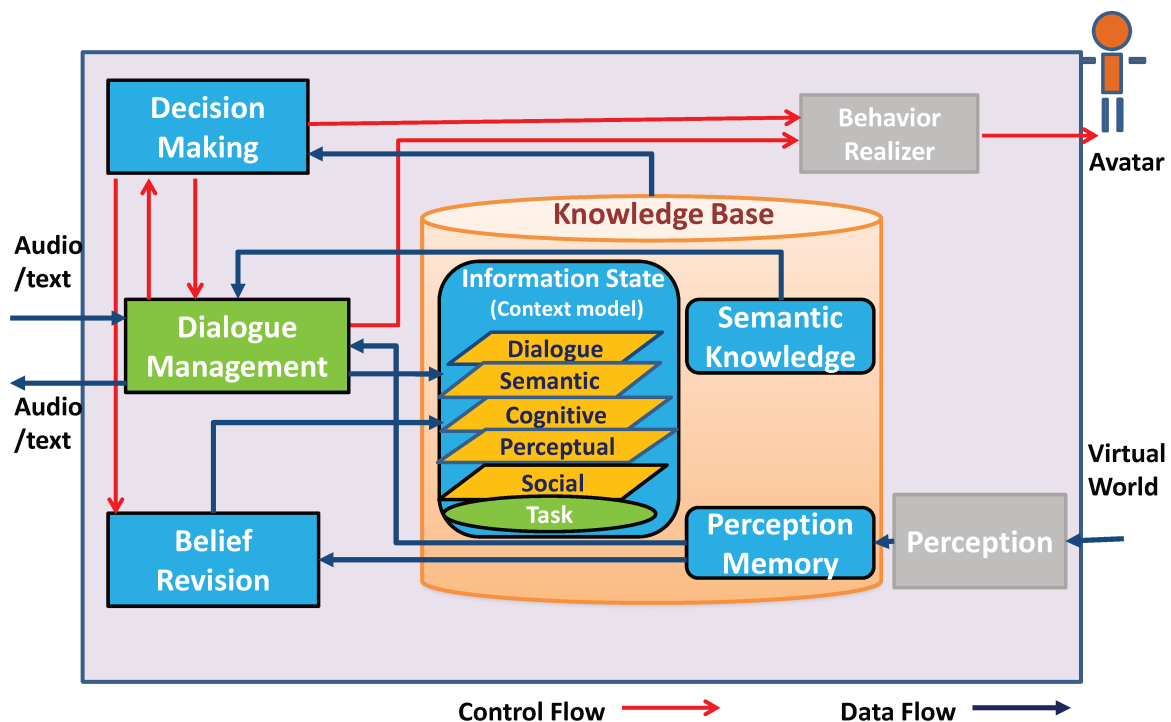 Decision
Making
Behavior
Realizer
Avatar
Knowledge Base
Audio
/text
Information State
(Context model)
Semantic
Knowledge
Dialogue
Management
Dialogue
Semantic
Cognitive
Perceptual
Social
Task
Audio
/text
Virtual
World
Belief
Revision
Perception
Memory
Perception
Control Flow
Data Flow